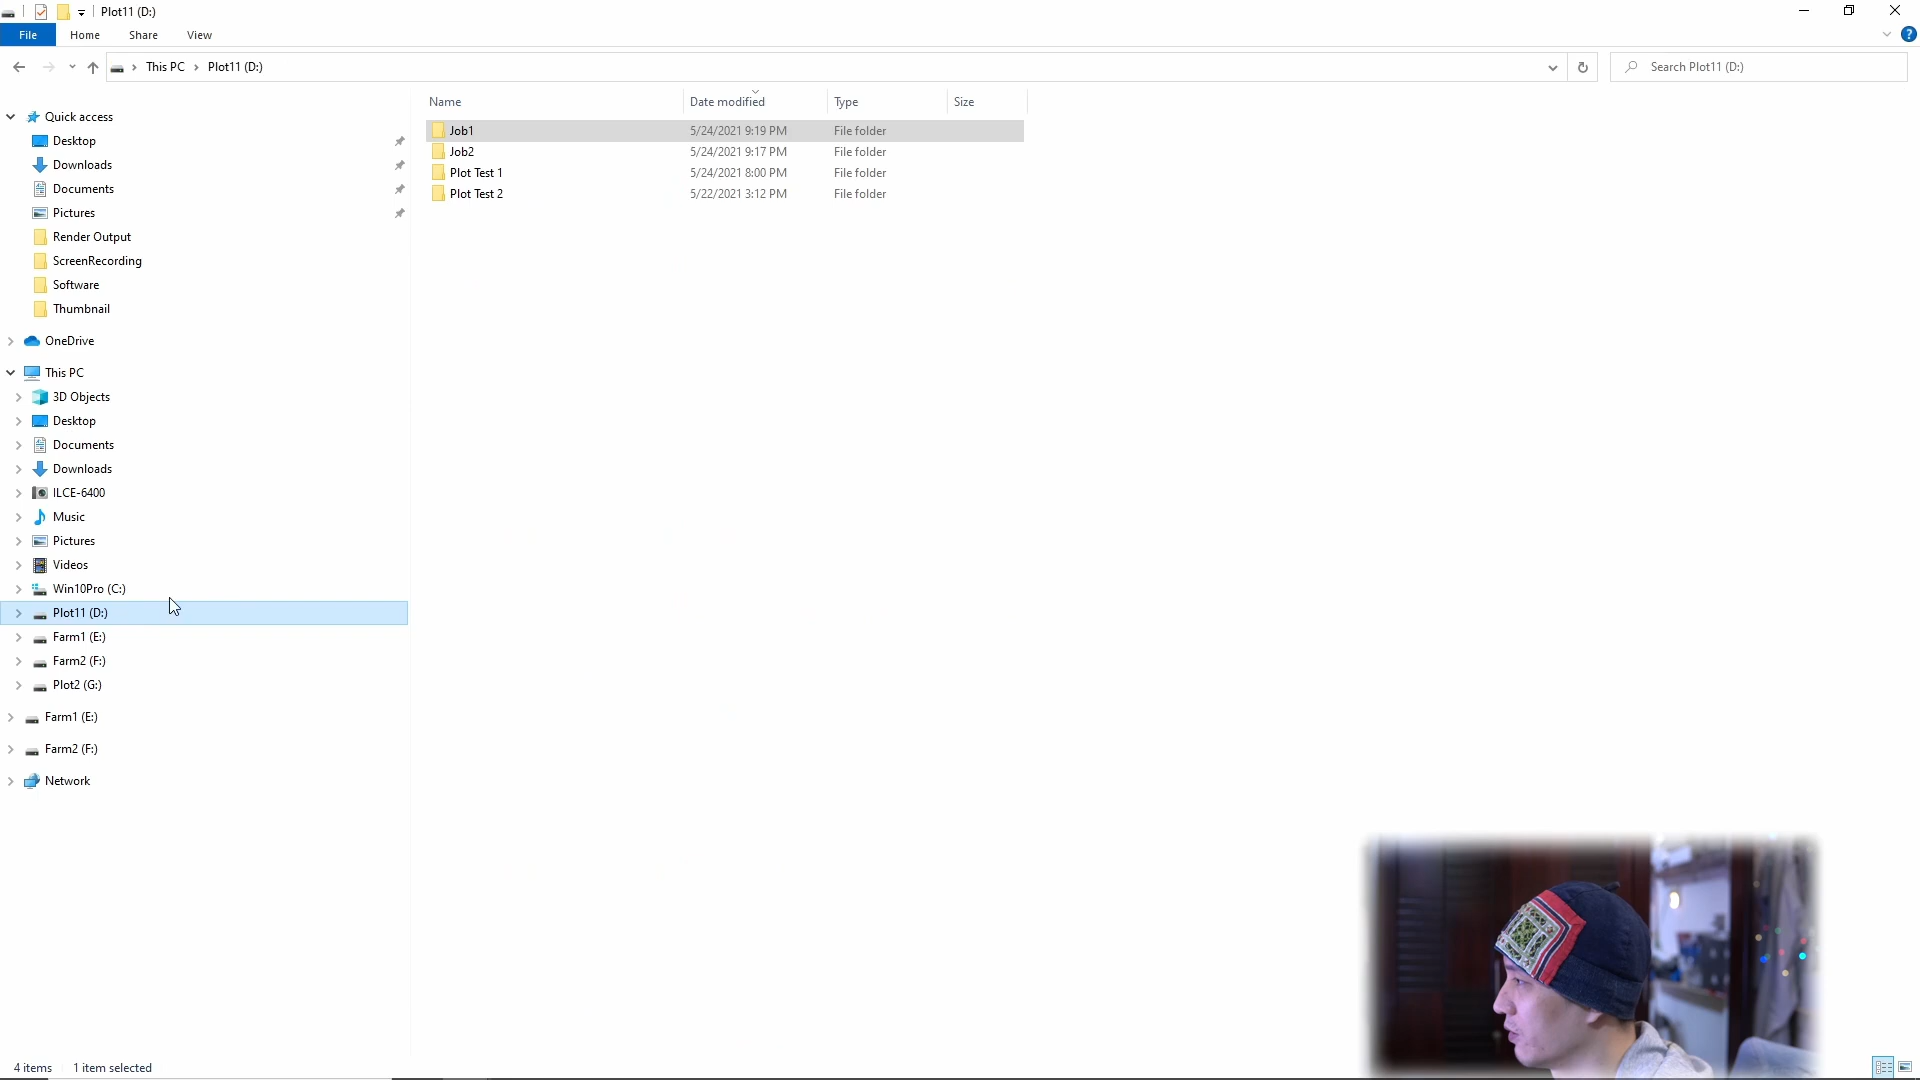 Plot11 (D:)
File Home Share View
This PC Plot11 (D:) Search Plot11 (D:)
Name Date modified Type Size
Job1 5/24/2021 9:19 PM File folder
Job2 5/24/2021 9:17 PM File folder
Plot Test 1 5/24/2021 8:00 PM File folder
Plot Test 2 5/22/2021 3:12 PM File folder
Quick access
Desktop
Downloads
Documents
Pictures
Render Output
ScreenRecording
Software
Thumbnail
OneDrive
This PC
3D Objects
Desktop
Documents
Downloads
ILCE-6400
Music
Pictures
Videos
Win10Pro (C:)
Plot11 (D:)
Farm1 (E:)
Farm2 (F:)
Plot2 (G:)
Farm1 (E:)
Farm2 (F:)
Network
4 items 1 item selected